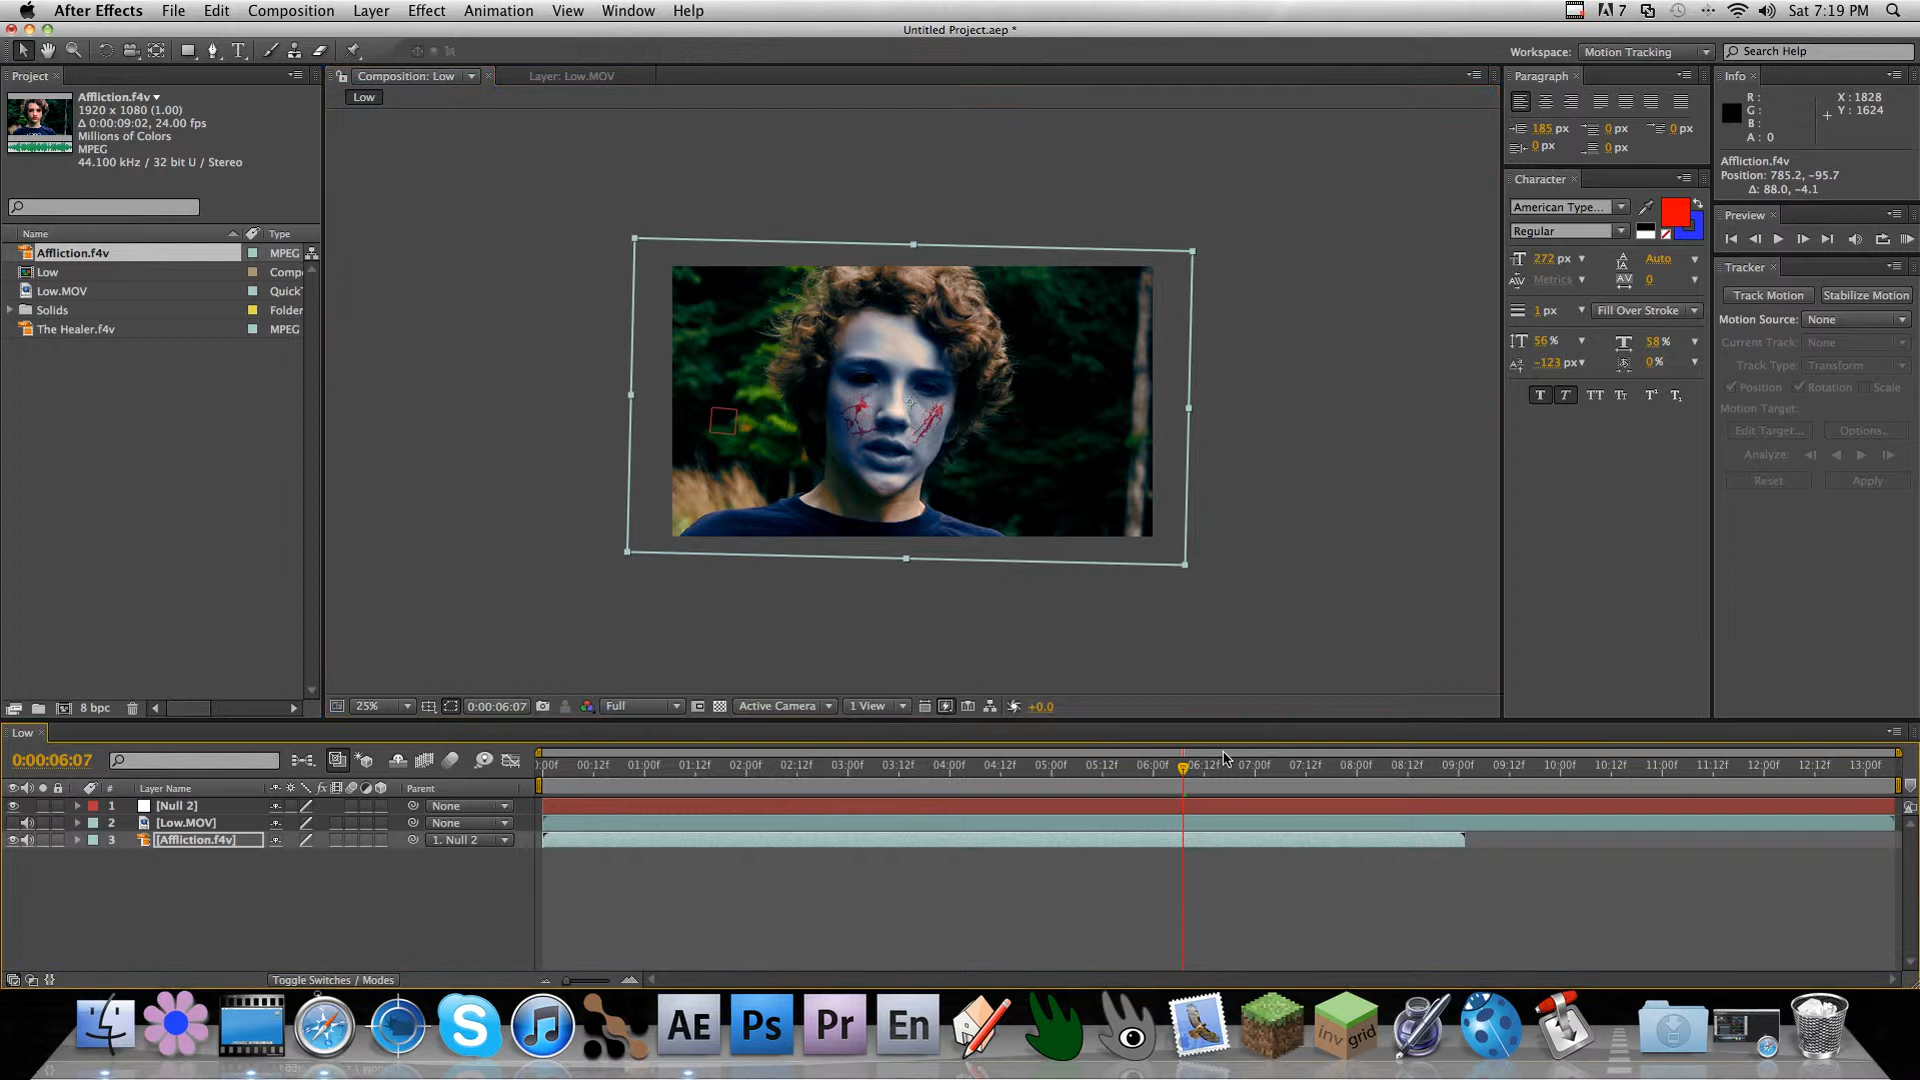 After Effects File Edit Composition Layer Effect Animation View Window Help 7 Sat 7:19 PM
Untitled Project.aep *
T Workspace: Motion Tracking Search Help
Project Composition: Low Layer: Low.MOV Paragraph Info
Affliction.f4v
1920 x 1080 (1.00)
Δ 0:00:09:02, 24.00 fps
Millions of Colors
MPEG
44.100 kHz / 32 bit U / Stereo
Low
185 px 0 px 0 px
0 px 0 px
R :
G :
B :
A : 0
X : 1828
Y : 1624
Affliction.f4v
Position: 785.2, -95.7
Δ: 88.0, -4.1
Character
American Type...
Regular
272 px Auto
Metrics 0
1 px Fill Over Stroke
56 % 58 %
-123 px 0 %
T T TT Tr T¹ T₁
Preview
Tracker
Track Motion Stabilize Motion
Motion Source: None
Current Track: None
Track Type: Transform
Position Rotation Scale
Motion Target:
Edit Target... Options...
Analyze:
Reset Apply
Name Type
Affliction.f4v MPEG
Low Compo
Low.MOV QuickT
Solids Folder
The Healer.f4v MPEG
8 bpc
25% 0:00:06:07 Full Active Camera 1 View +0.0
Low
0:00:06:07
0:00f 00:12f 01:00f 01:12f 02:00f 02:12f 03:00f 03:12f 04:00f 04:12f 05:00f 05:12f 06:00f 06:12f 07:00f 07:12f 08:00f 08:12f 09:00f 09:12f 10:00f 10:12f 11:00f 11:12f 12:00f 12:12f 13:00f
# Layer Name fx Parent
1 [Null 2] None
2 [Low.MOV] None
3 [Affliction.f4v] 1. Null 2
Toggle Switches / Modes
AE Ps Pr En inv grid